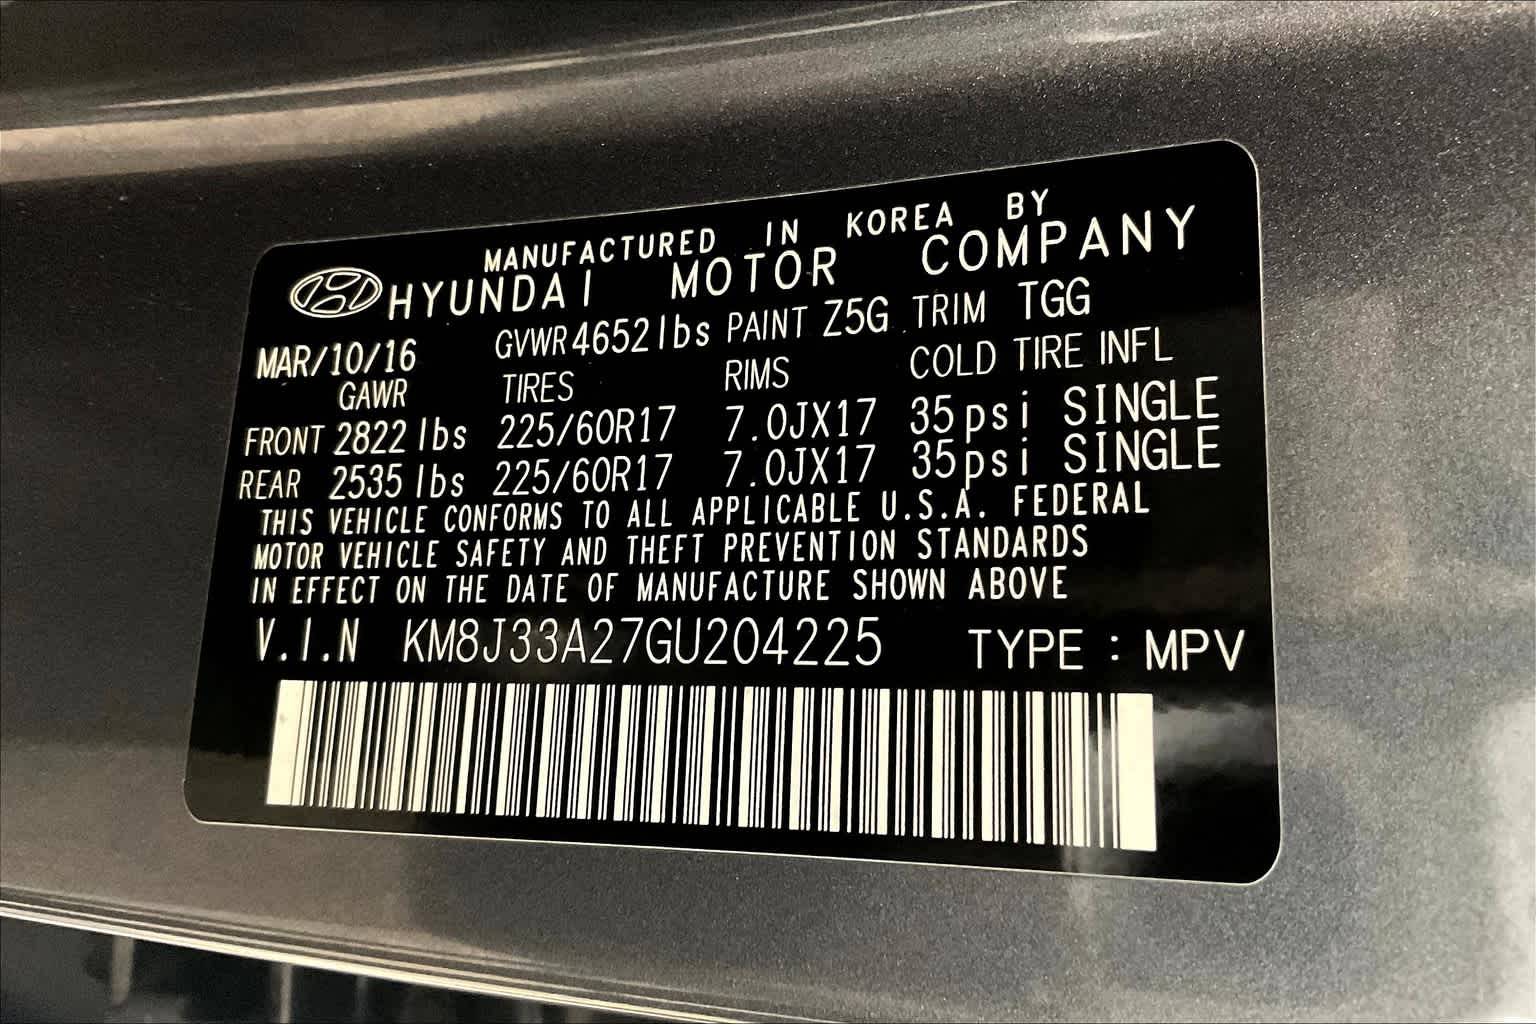 MANUFACTURED IN KOREA BY
HYUNDAI MOTOR COMPANY
MAR/10/16 GVWR 4652lbs PAINT Z5G TRIM TGG
GAWR TIRES RIMS COLD TIRE INFL
FRONT 2822 lbs 225/60R17 7.0JX17 35psi SINGLE
REAR 2535 lbs 225/60R17 7.0JX17 35psi SINGLE
THIS VEHICLE CONFORMS TO ALL APPLICABLE U.S.A. FEDERAL
MOTOR VEHICLE SAFETY AND THEFT PREVENTION STANDARDS
IN EFFECT ON THE DATE OF MANUFACTURE SHOWN ABOVE
V.I.N KM8J33A27GU204225 TYPE : MPV